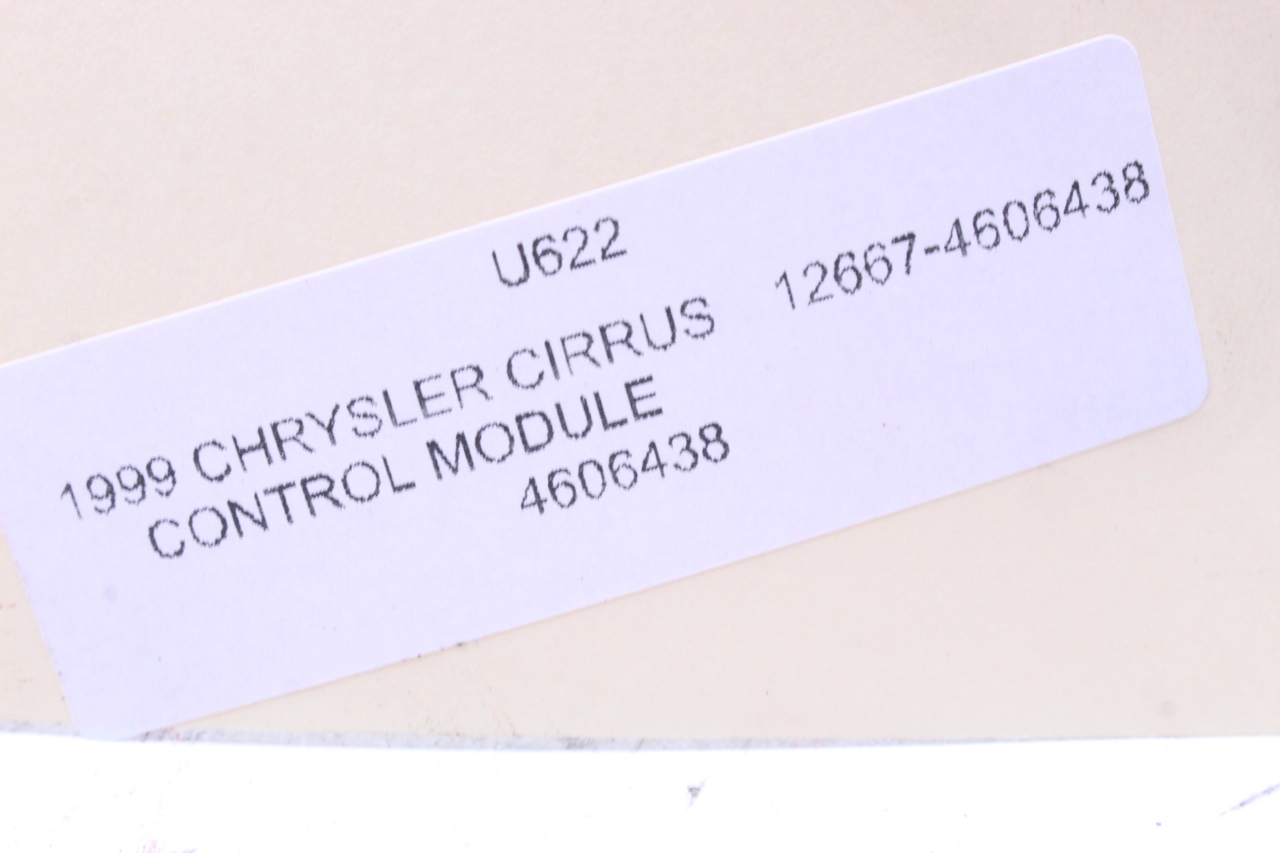 U622
1999 CHRYSLER CIRRUS 12667-4606438
CONTROL MODULE
4606438